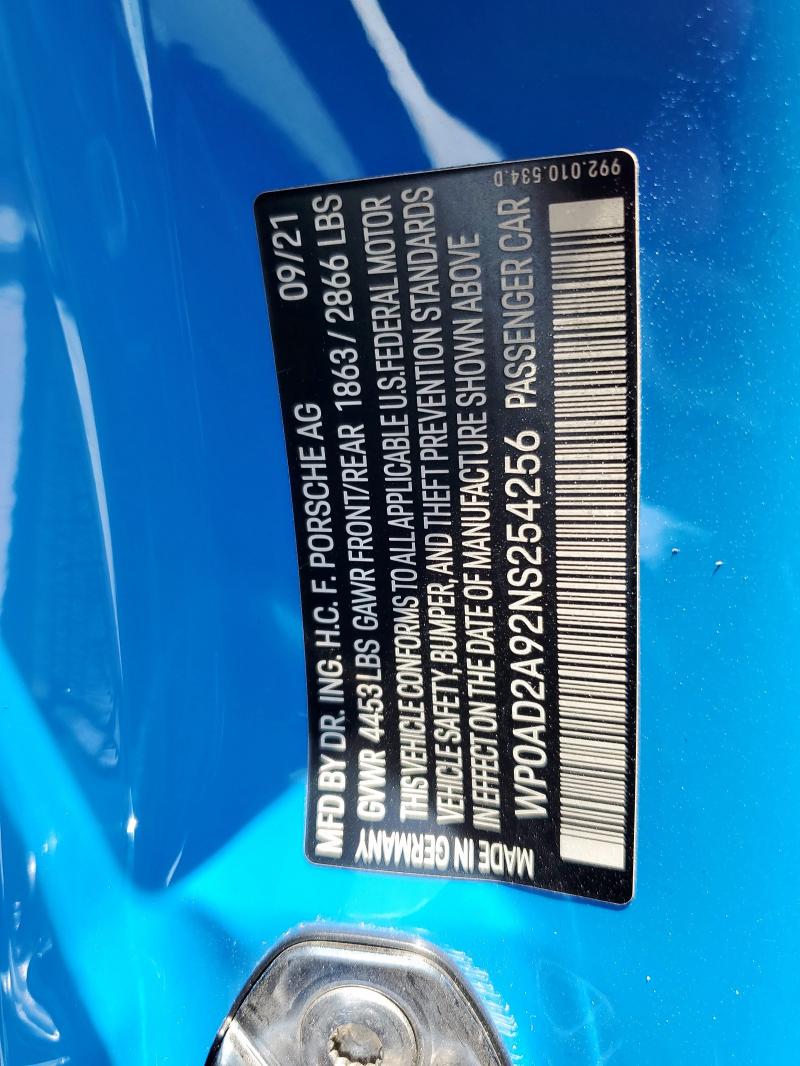 MFD BY DR. ING. H.C. F. PORSCHE AG 09/21
GVWR 4453 LBS GAWR FRONT/REAR 1863 / 2866 LBS
THIS VEHICLE CONFORMS TO ALL APPLICABLE U.S. FEDERAL MOTOR
VEHICLE SAFETY, BUMPER, AND THEFT PREVENTION STANDARDS
IN EFFECT ON THE DATE OF MANUFACTURE SHOWN ABOVE
WP0AD2A92NS254256 PASSENGER CAR
MADE IN GERMANY
992.010.534.D